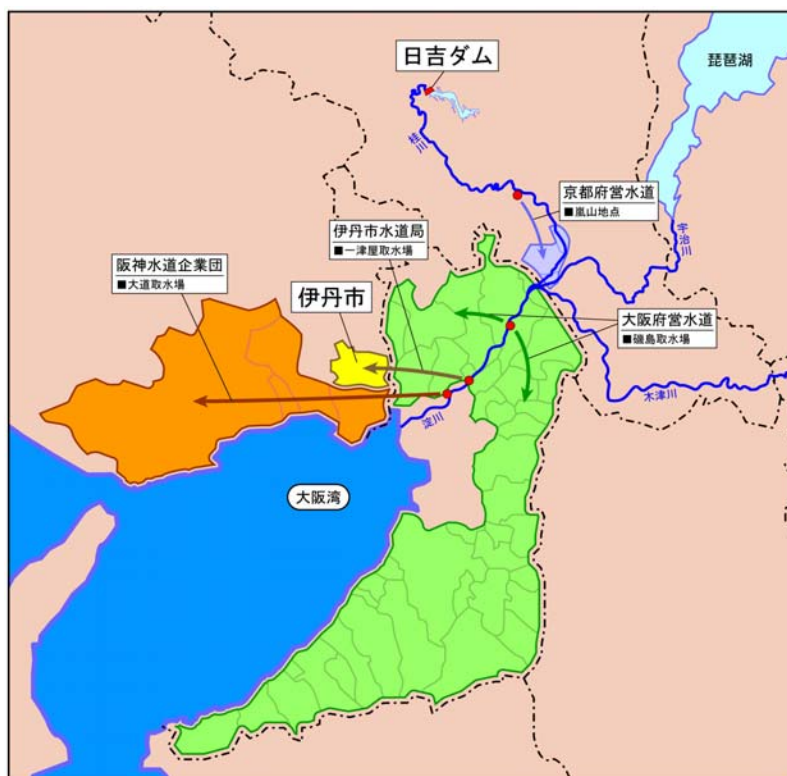 日吉ダム
琵琶湖
桂川
京都府営水道
■嵐山地点
伊丹市水道局
■一津屋取水場
宇治川
阪神水道企業団
■大道取水場
伊丹市
大阪府営水道
■磯島取水場
木津川
淀川
大阪湾